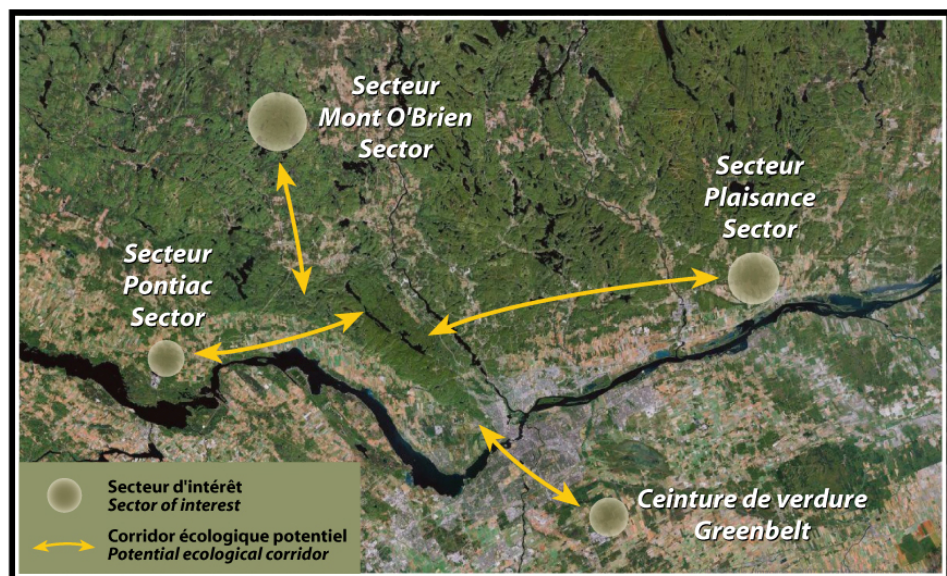 Secteur
Mont O'Brien
Sector
Secteur
Plaisance
Sector
Secteur
Pontiac
Sector
Ceinture de verdure
Greenbelt
Secteur d'intérêt
Sector of interest
Corridor écologique potentiel
Potential ecological corridor